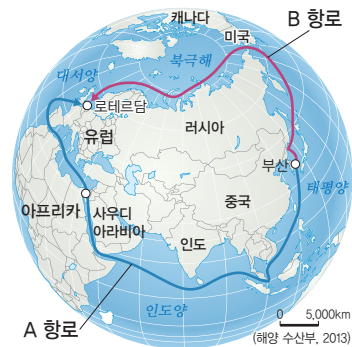 캐나다
B 항로
미국
북극해
대서양
로테르담
러시아
유럽
부산
태평양
중국
아프리카
사우디
아라비아
인도
인도양
A 항로
0 5,000km
(해양 수산부, 2013)